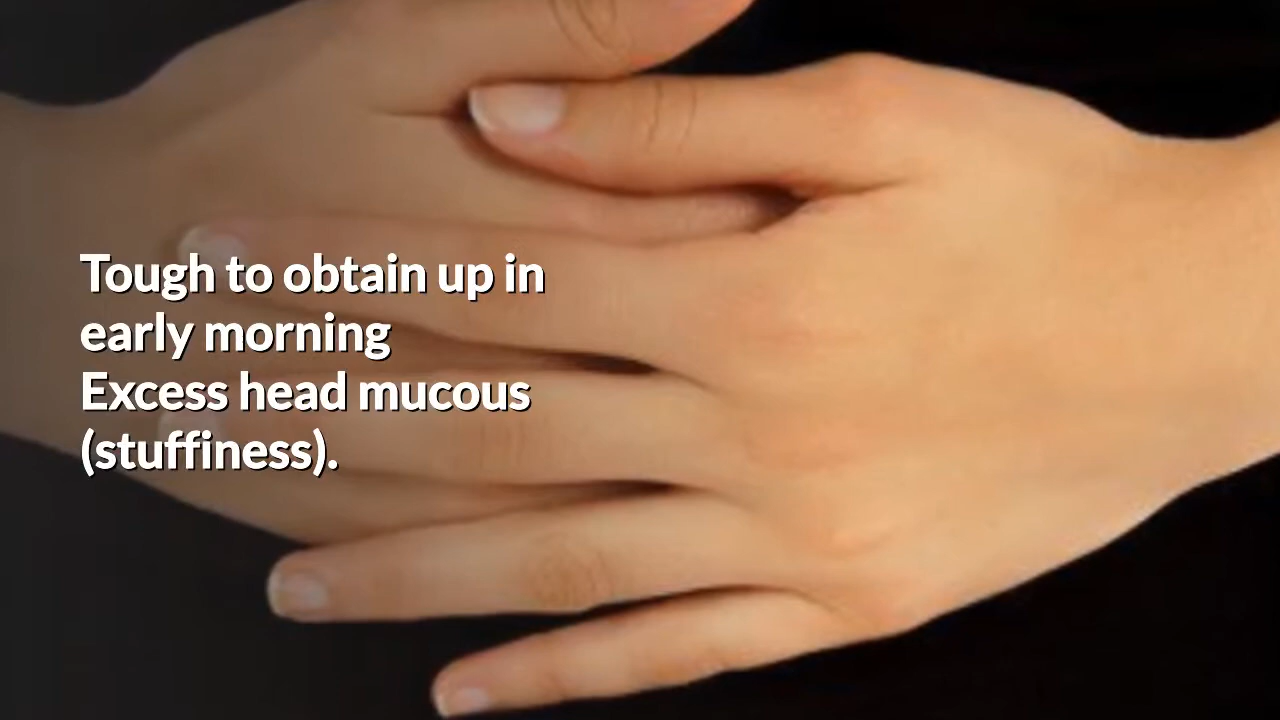 Tough to obtain up in
early morning
Excess head mucous
(stuffiness).